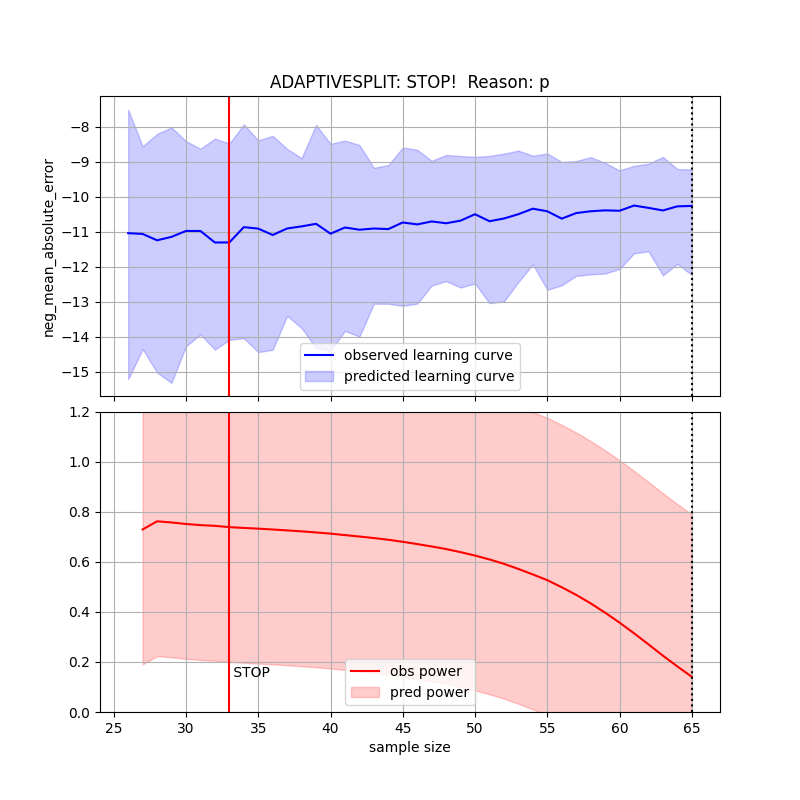 ADAPTIVESPLIT: STOP!  Reason: p
neg_mean_absolute_error
−8
−9
−10
−11
−12
−13
−14
−15
observed learning curve
predicted learning curve
1.2
1.0
0.8
0.6
0.4
0.2
0.0
STOP
obs power
pred power
25 30 35 40 45 50 55 60 65
sample size